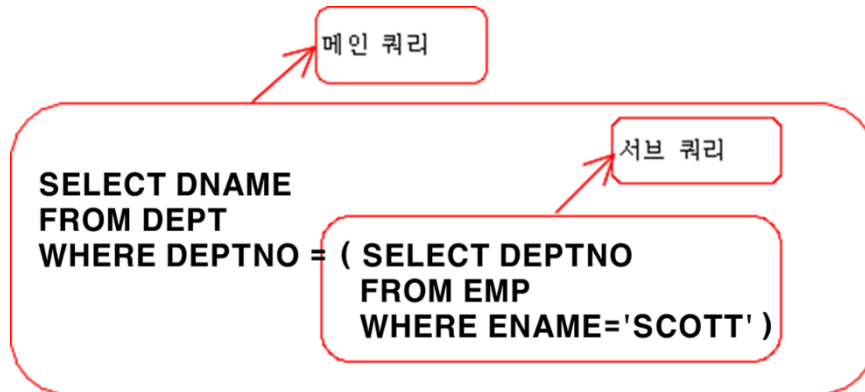 메인 쿼리
서브 쿼리
SELECT DNAME
FROM DEPT
WHERE DEPTNO = ( SELECT DEPTNO
FROM EMP
WHERE ENAME='SCOTT' )